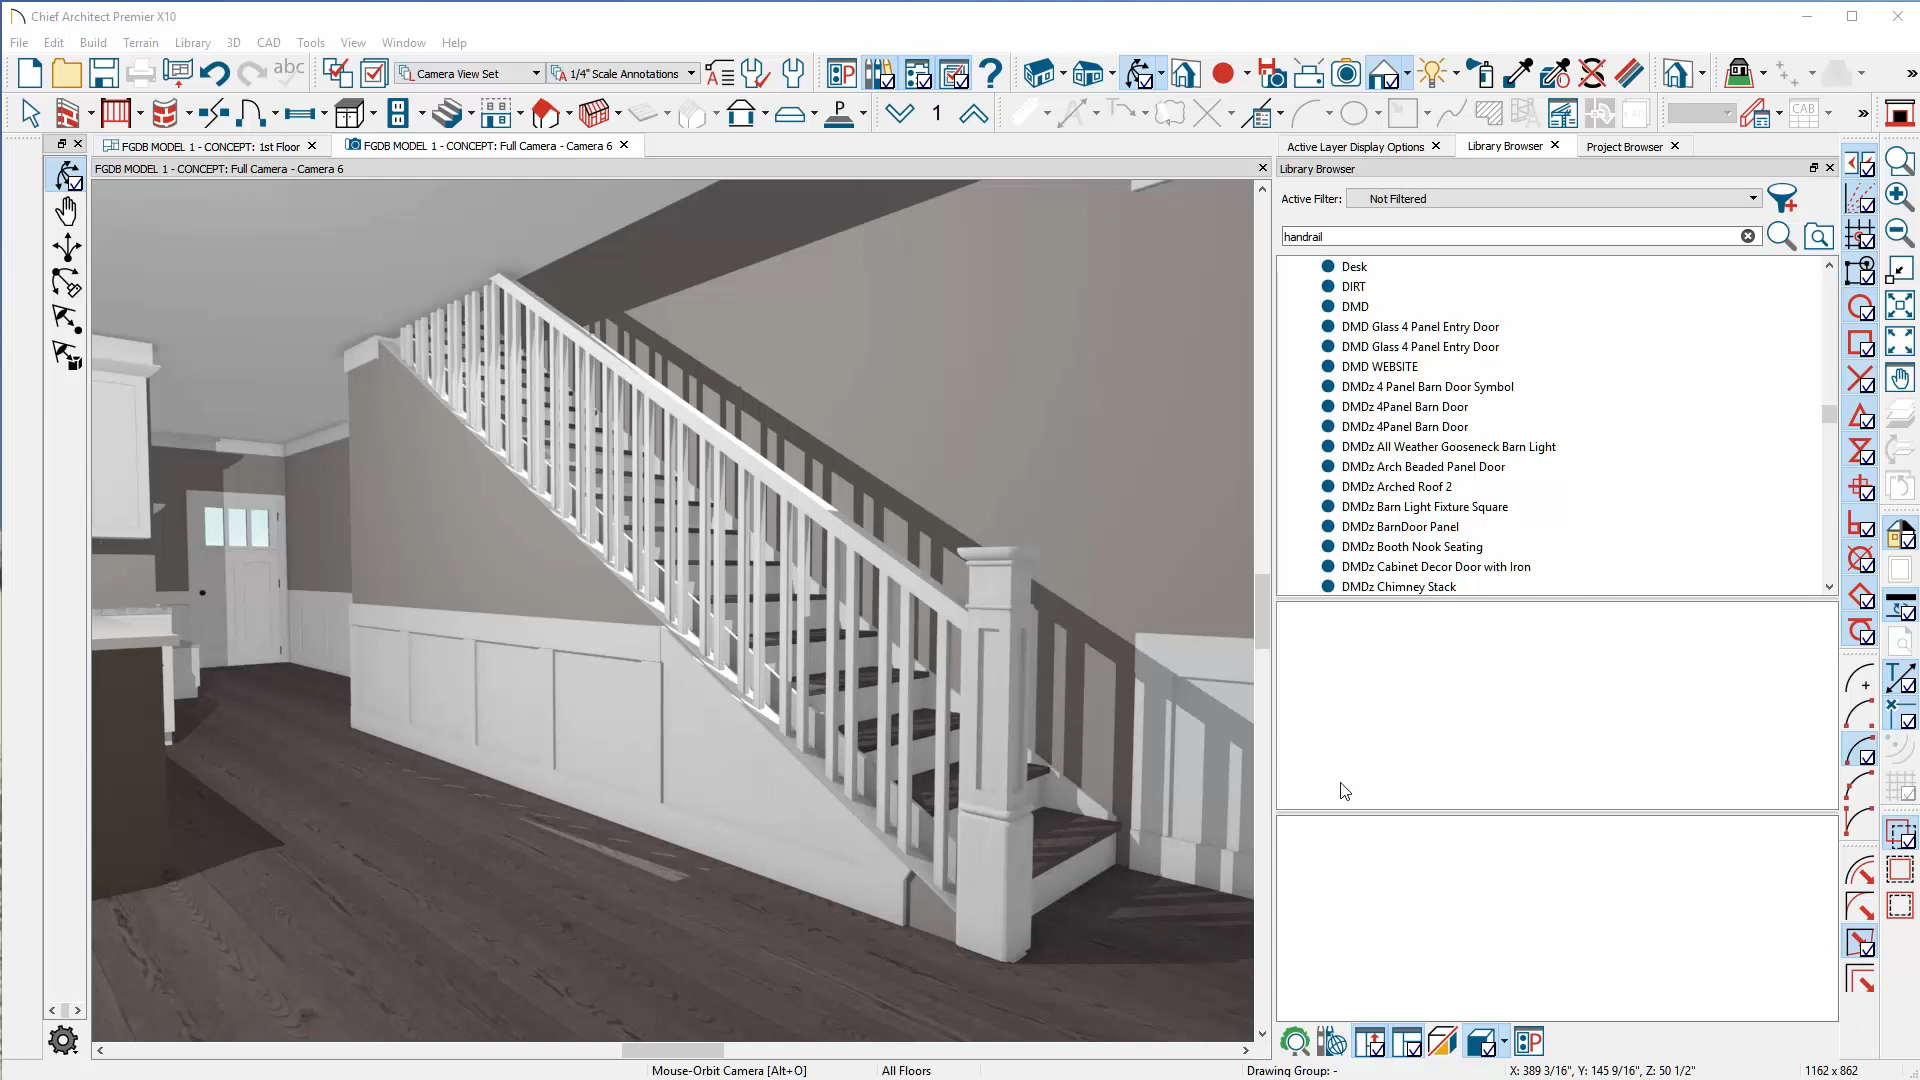 Chief Architect Premier X10
File Edit Build Terrain Library 3D CAD Tools View Window Help
abc Camera View Set 1/4" Scale Annotations
P 1 CAB
FGDB MODEL 1 - CONCEPT: 1st Floor FGDB MODEL 1 - CONCEPT: Full Camera - Camera 6 Active Layer Display Options Library Browser Project Browser
FGDB MODEL 1 - CONCEPT: Full Camera - Camera 6 Library Browser
Active Filter: Not Filtered
handrail
Desk
DIRT
DMD
DMD Glass 4 Panel Entry Door
DMD Glass 4 Panel Entry Door
DMD WEBSITE
DMDz 4 Panel Barn Door Symbol
DMDz 4Panel Barn Door
DMDz 4Panel Barn Door
DMDz All Weather Gooseneck Barn Light
DMDz Arch Beaded Panel Door
DMDz Arched Roof 2
DMDz Barn Light Fixture Square
DMDz BarnDoor Panel
DMDz Booth Nook Seating
DMDz Cabinet Decor Door with Iron
DMDz Chimney Stack
Mouse-Orbit Camera [Alt+O] All Floors Drawing Group: - X: 389 3/16", Y: 145 9/16", Z: 50 1/2" 1162 x 862